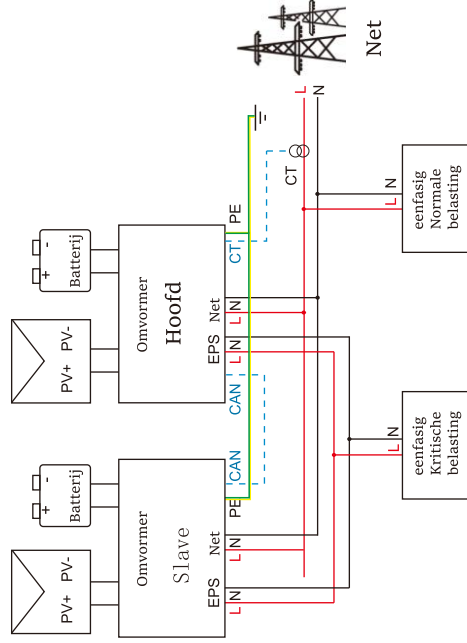 PV+ PV-
+ -
Batterij
Omvormer
Slave
EPS
L N
Net
L N
PE
CAN
PV+ PV-
+ -
Batterij
Omvormer
Hoofd
CAN
EPS
L N
Net
L N
CT
PE
CT
L
N
Net
L N
eenfasig
Kritische
belasting
L N
eenfasig
Normale
belasting